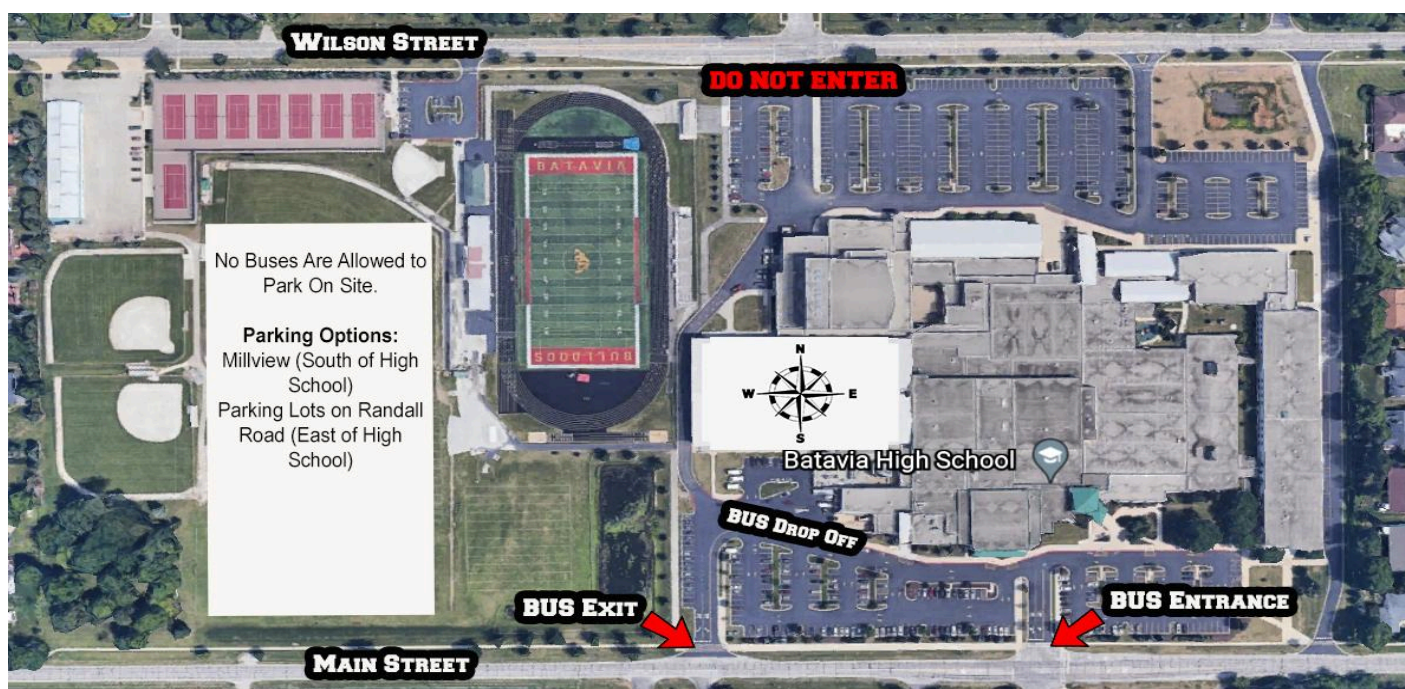 WILSON STREET
DO NOT ENTER
BATAVIA
No Buses Are Allowed to
Park On Site.
Parking Options:
Millview (South of High
School)
Parking Lots on Randall
Road (East of High
School)
BULLDOGS
N
W E
S
Batavia High School
BUS DROP OFF
BUS EXIT
BUS ENTRANCE
MAIN STREET